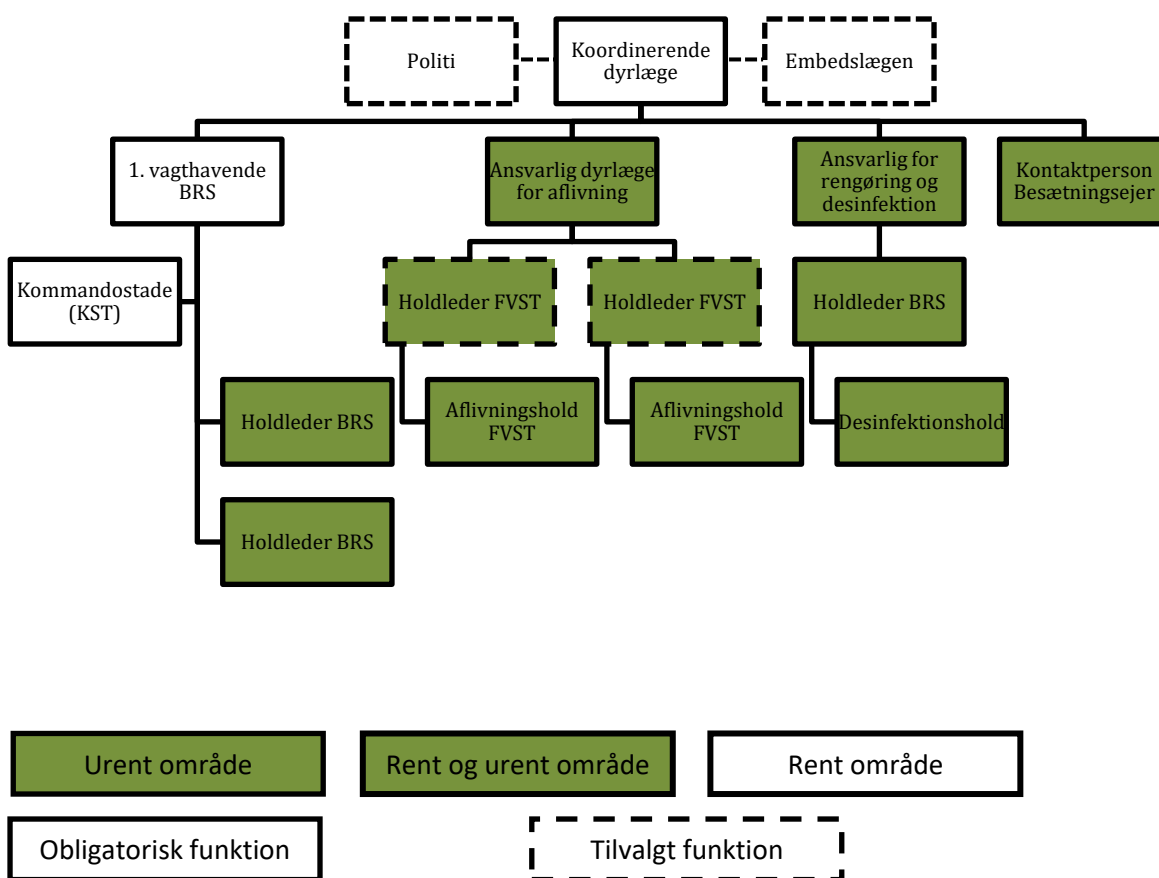 Politi
Koordinerende
dyrlæge
Embedslægen
1. vagthavende
BRS
Ansvarlig dyrlæge
for aflivning
Ansvarlig for
rengøring og
desinfektion
Kontaktperson
Besætningsejer
Kommandostade
(KST)
Holdleder FVST
Holdleder FVST
Holdleder BRS
Holdleder BRS
Aflivningshold
FVST
Aflivningshold
FVST
Desinfektionshold
Holdleder BRS
Urent område
Rent og urent område
Rent område
Obligatorisk funktion
Tilvalgt funktion